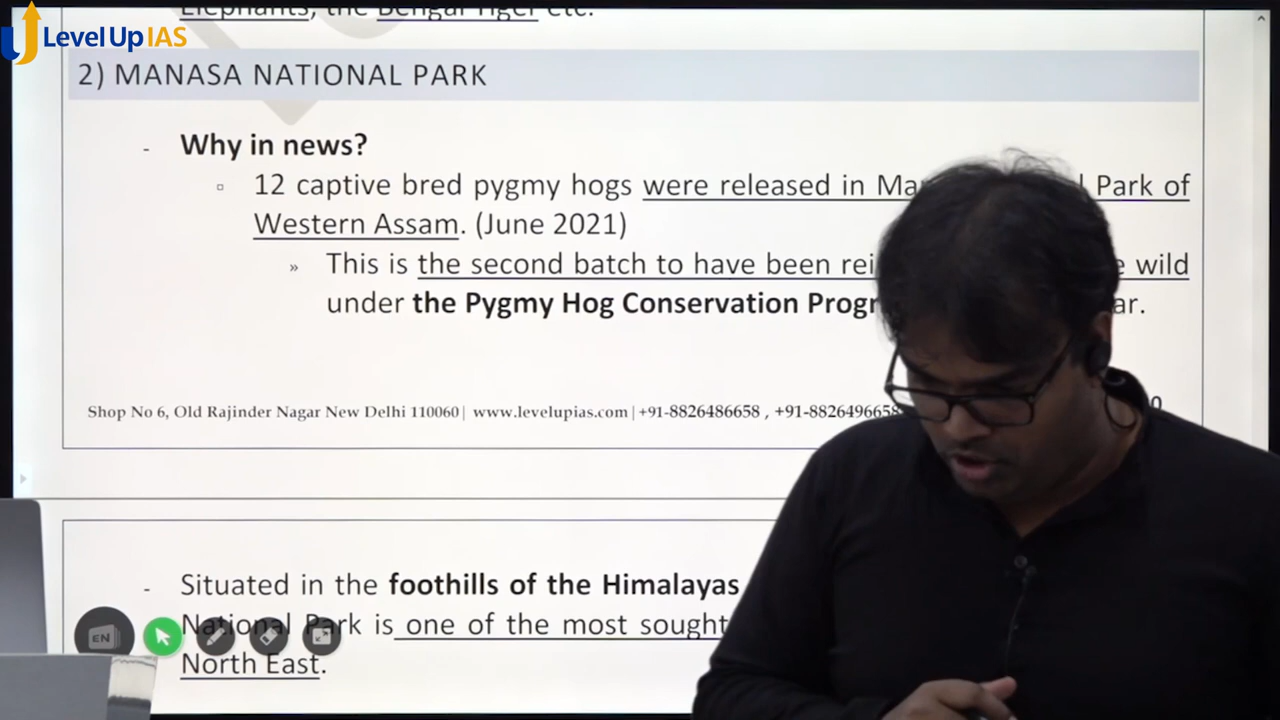 Level Up IAS
Elephants, the Bengal Tiger etc.
2) MANASA NATIONAL PARK
- Why in news?
12 captive bred pygmy hogs were released in Park of
Western Assam. (June 2021)
» This is the second batch to have been wild
under the Pygmy Hog Conservation
Shop No 6, Old Rajinder Nagar New Delhi 110060| www.levelupias.com | +91-8826486658 , +91-8826496658
- Situated in the foothills of the Himalayas
National Park is one of the most sought
North East.
EN